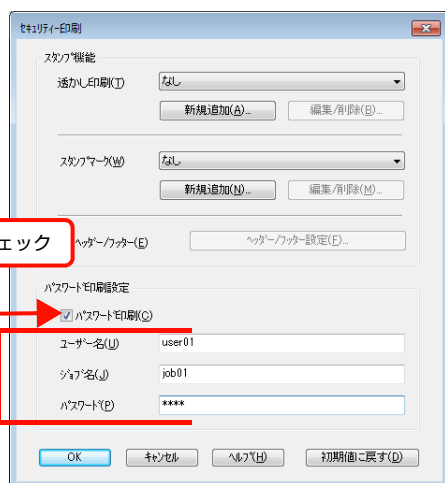 セキュリティー印刷
スタンプ機能
透かし印刷(T)
なし
新規追加(A)...
編集/削除(B)...
スタンプマーク(W)
なし
新規追加(N)...
編集/削除(M)...
ェック
ヘッダー/フッター(E)
ヘッダー/フッター設定(F)...
パスワード印刷設定
パスワード印刷(C)
ユーザー名(U)
user01
ジョブ名(J)
job01
パスワード(P)
****
OK
キャンセル
ヘルプ(H)
初期値に戻す(D)